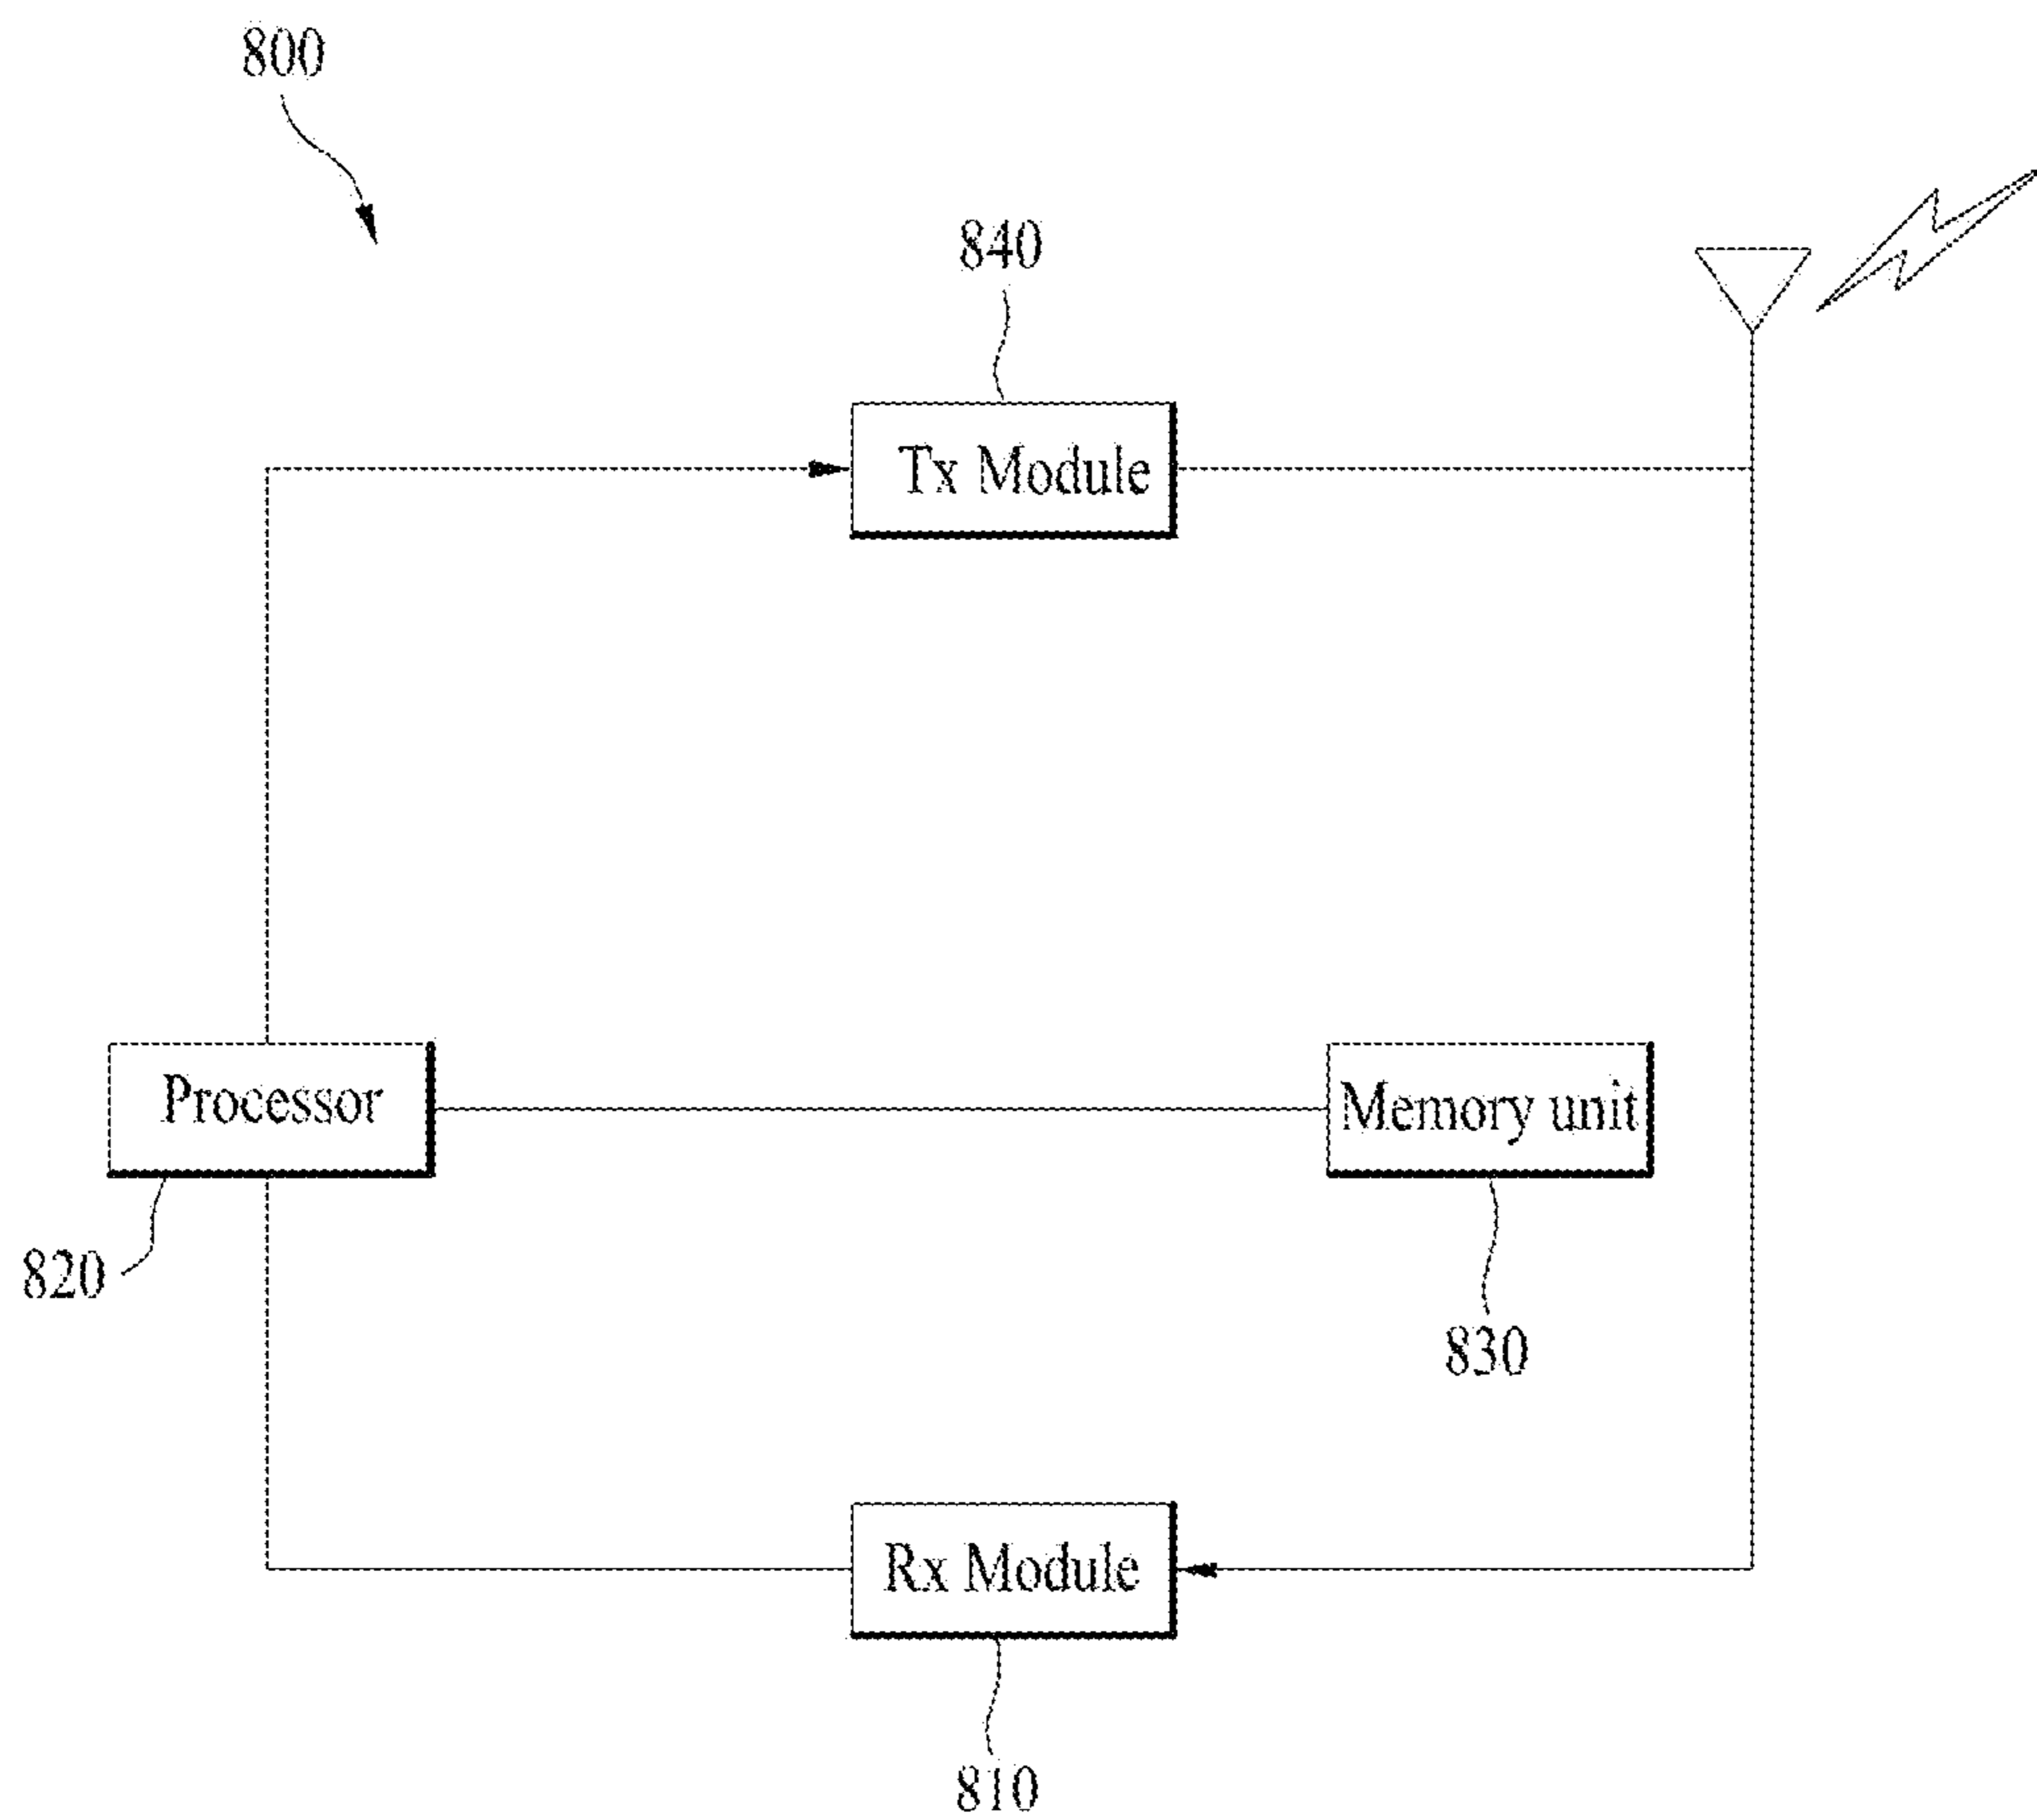 800
840
Tx Module
Processor
Memory unit
820
830
Rx Module
810